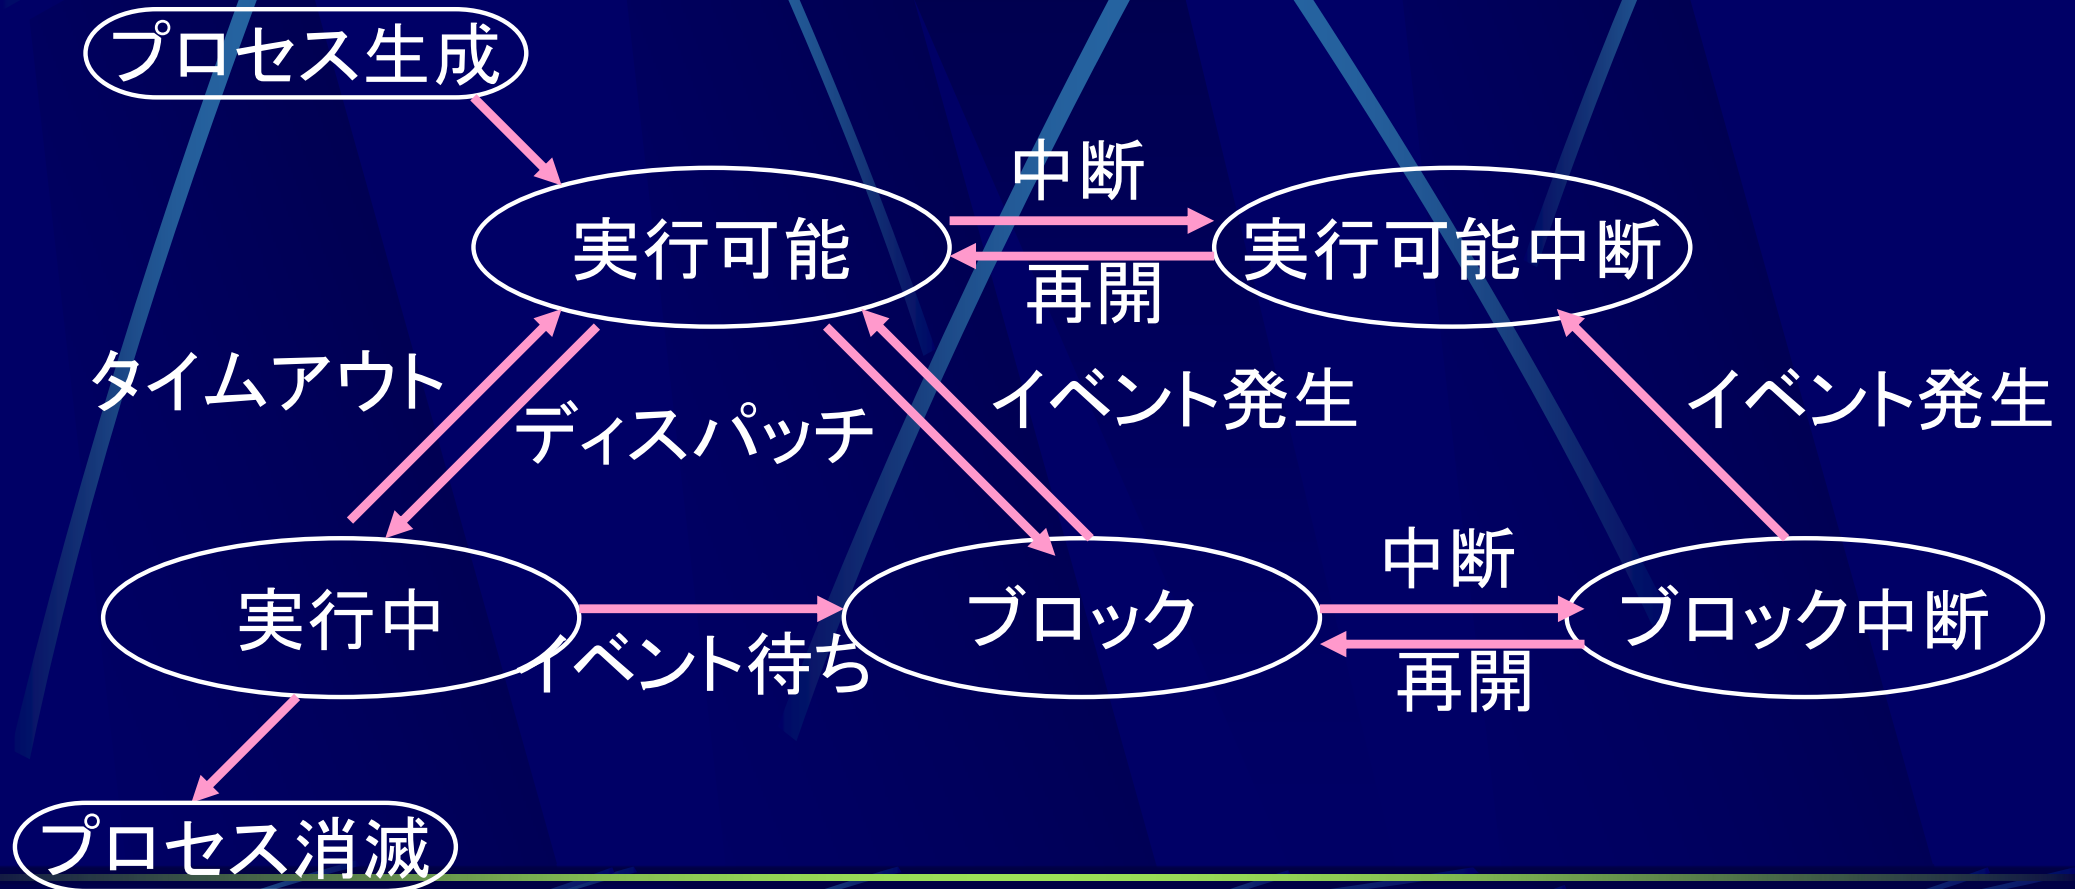 プロセス生成
中断
実行可能
実行可能中断
再開
タイムアウト
ディスパッチ
イベント発生
イベント発生
中断
実行中
ブロック
ブロック中断
イベント待ち
再開
プロセス消滅